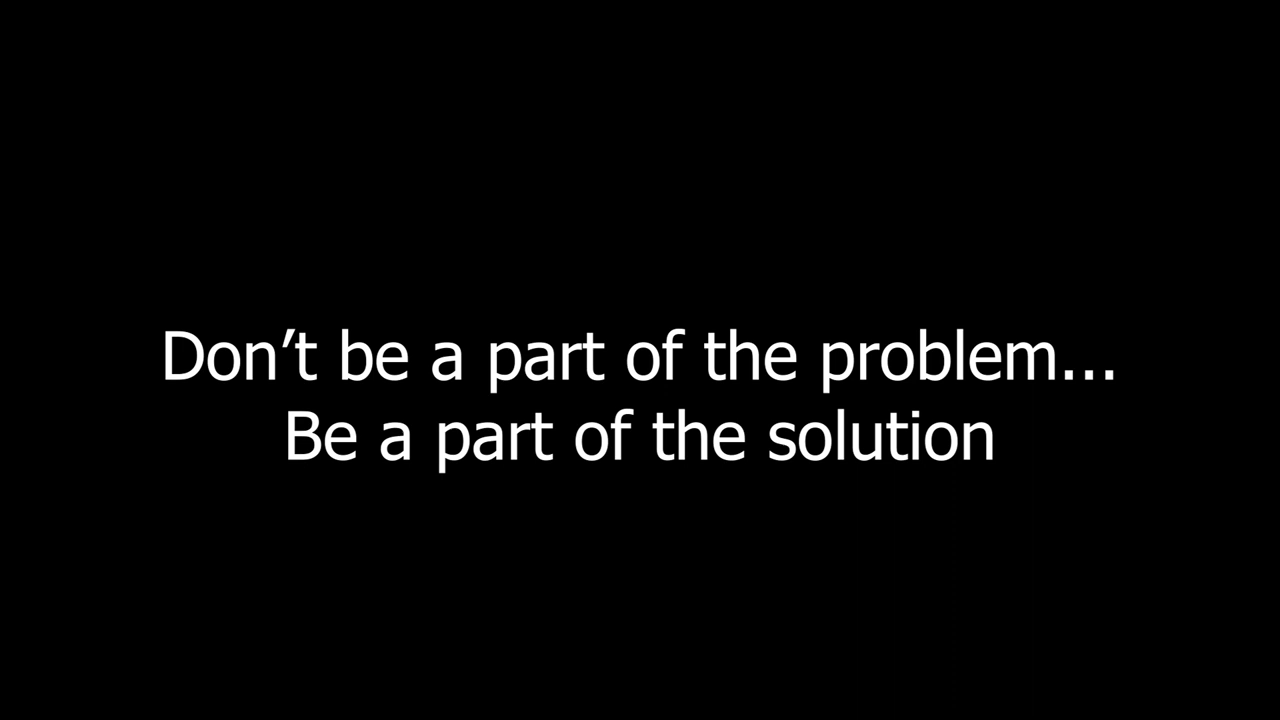 Don’t be a part of the problem...
Be a part of the solution